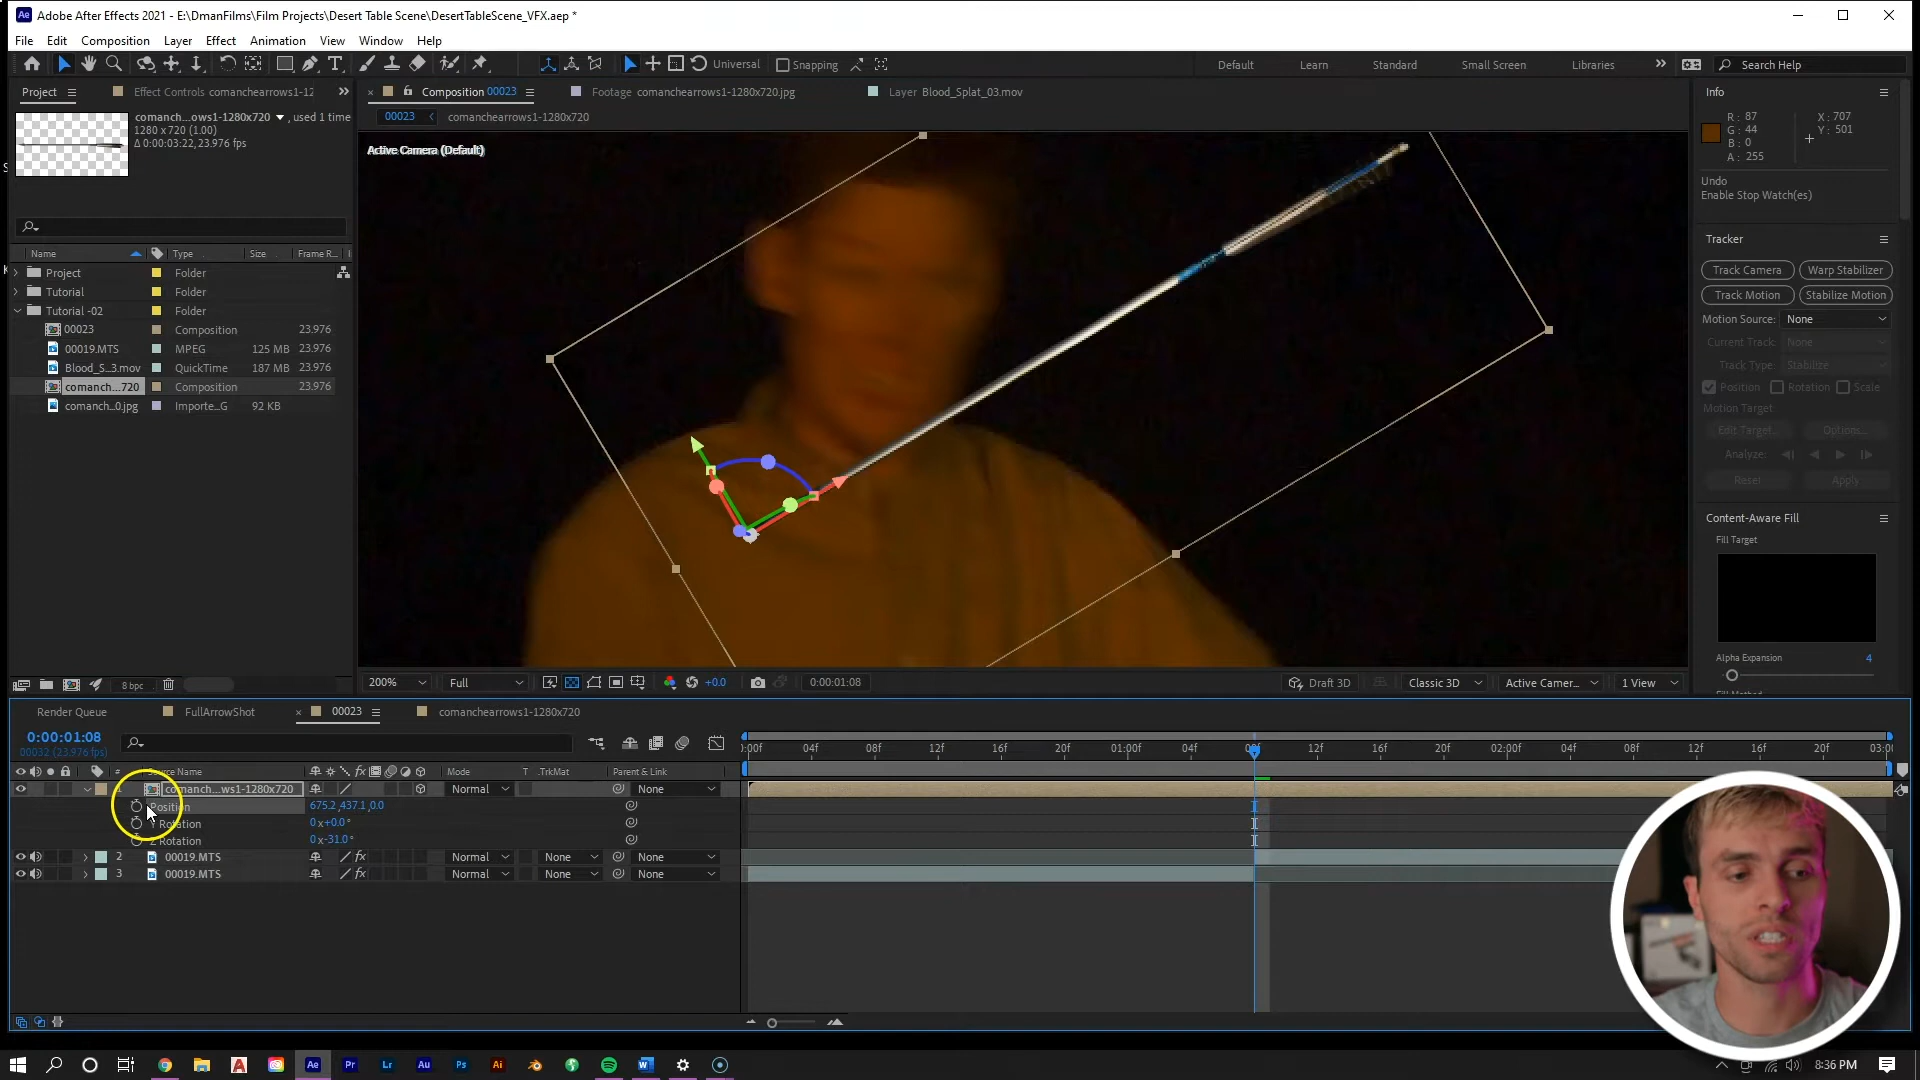 Adobe After Effects 2021 - E:\DmanFilms\Film Projects\Desert Table Scene\DesertTableScene_VFX.aep *
File Edit Composition Layer Effect Animation View Window Help
Universal Snapping Default Learn Standard Small Screen Libraries Search Help
Project Effect Controls comanchearrows1-12
Composition 00023 Footage comanchearrows1-1280x720.jpg Layer Blood_Splat_03.mov
00023 comanchearrows1-1280x720
comanch...ows1-1280x720 , used 1 time
1280 x 720 (1.00)
Δ 0:00:03:22, 23.976 fps
Active Camera (Default)
Name Type Size Frame R...
Project Folder
Tutorial Folder
Tutorial -02 Folder
00023 Composition 23.976
00019.MTS MPEG 125 MB 23.976
Blood_S...3.mov QuickTime 187 MB 23.976
comanch...720 Composition 23.976
comanch...0.jpg Importe...G 92 KB
8 bpc
200% Full +0.0 0:00:01:08 Draft 3D Classic 3D Active Camer... 1 View
Info
R: 87
G: 44
B: 0
A: 255
X: 707
Y: 501
Undo
Enable Stop Watch(es)
Tracker
Track Camera Warp Stabilizer
Track Motion Stabilize Motion
Motion Source: None
Current Track: None
Track Type: Stabilize
Position Rotation Scale
Motion Target:
Edit Target... Options...
Analyze:
Reset Apply
Content-Aware Fill
Fill Target
Alpha Expansion 4
Render Queue FullArrowShot 00023 comanchearrows1-1280x720
0:00:01:08
00032 (23.976 fps)
0:00f 04f 08f 12f 16f 20f 01:00f 04f 08f 12f 16f 20f 02:00f 04f 08f 12f 16f 20f 03:0
# Source Name fx Mode T .TrkMat Parent & Link
1 comanch...ws1-1280x720 Normal None
Position 675.2,437.1,0.0
Y Rotation 0x+0.0°
Z Rotation 0x-31.0°
2 00019.MTS fx Normal None None
3 00019.MTS fx Normal None None
Ae Pr Lr Au Ps Ai 8:36 PM